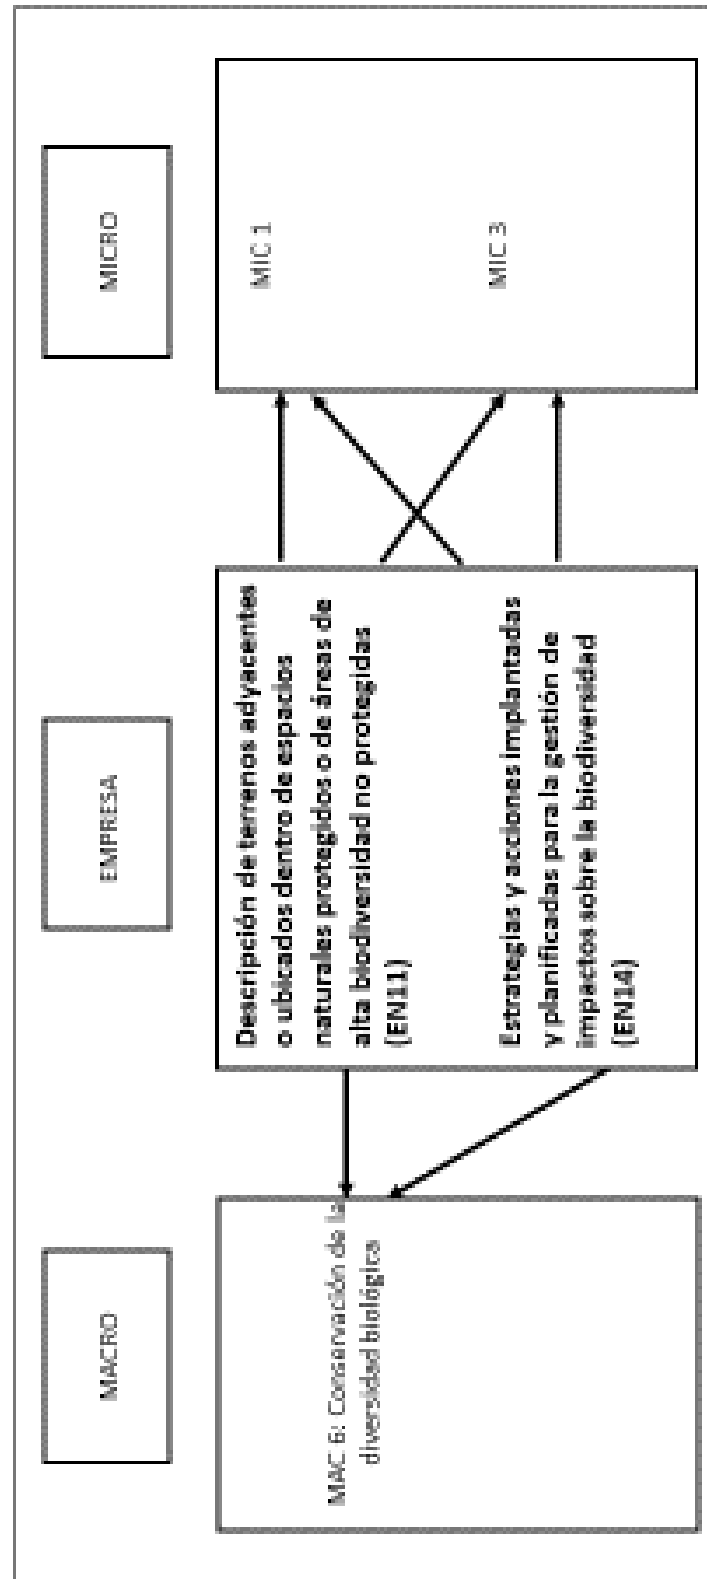 MACRO
EMPRESA
MICRO
MAC 6: Conservación de la
diversidad biológica
Descripción de terrenos adyacentes
o ubicados dentro de espacios
naturales protegidos o de áreas de
alta biodiversidad no protegidas
(EN11)
Estrategias y acciones implantadas
y planificadas para la gestión de
impactos sobre la biodiversidad
(EN14)
MIC 1
MIC 3